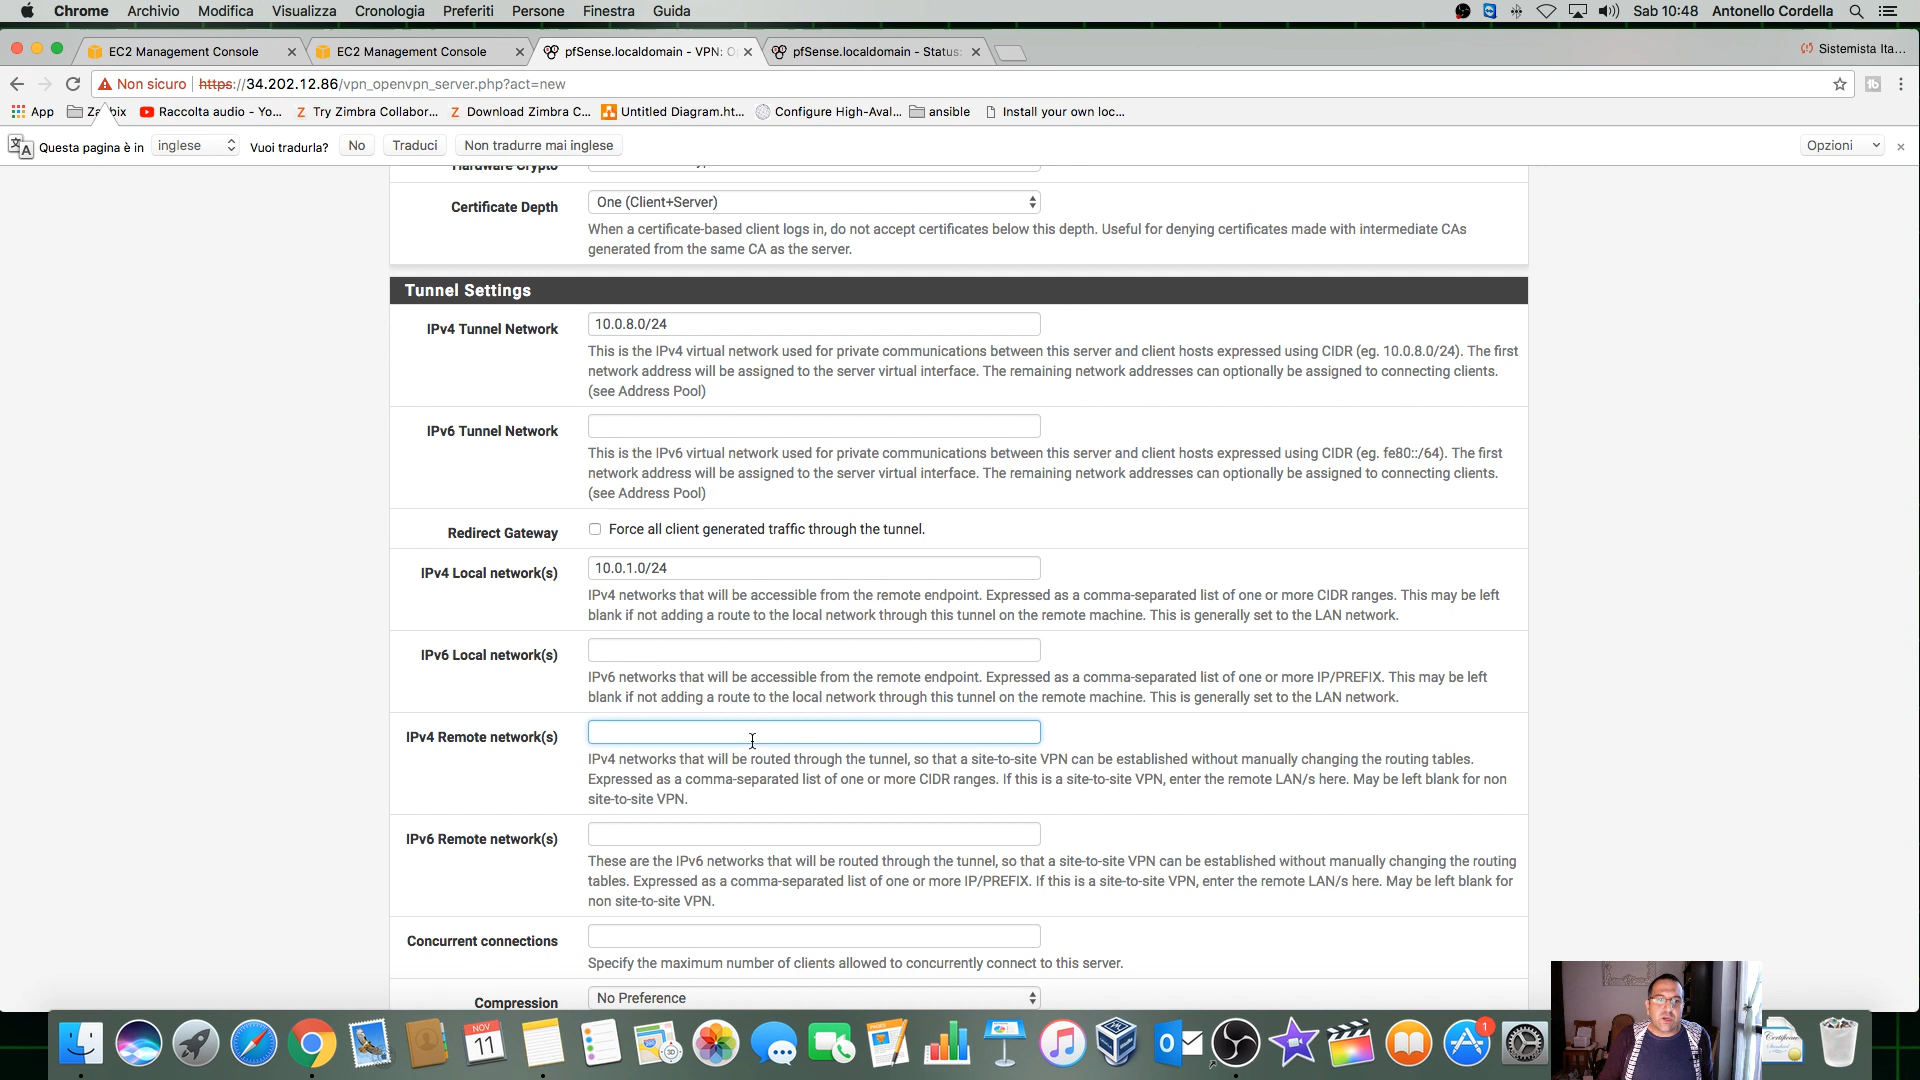 Chrome Archivio Modifica Visualizza Cronologia Preferiti Persone Finestra Guida Sab 10:48 Antonello Cordella
EC2 Management Console EC2 Management Console pfSense.localdomain - VPN: O pfSense.localdomain - Status: Sistemista Ita...
Non sicuro https://34.202.12.86/vpn_openvpn_server.php?act=new
App Raccolta audio - Yo... Try Zimbra Collabor... Download Zimbra C... Untitled Diagram.ht... Configure High-Aval... ansible Install your own loc...
Questa pagina è in inglese Vuoi tradurla? No Traduci Non tradurre mai inglese Opzioni
Hardware Crypto
Certificate Depth One (Client+Server)
When a certificate-based client logs in, do not accept certificates below this depth. Useful for denying certificates made with intermediate CAs
generated from the same CA as the server.
Tunnel Settings
IPv4 Tunnel Network 10.0.8.0/24
This is the IPv4 virtual network used for private communications between this server and client hosts expressed using CIDR (eg. 10.0.8.0/24). The first
network address will be assigned to the server virtual interface. The remaining network addresses can optionally be assigned to connecting clients.
(see Address Pool)
IPv6 Tunnel Network
This is the IPv6 virtual network used for private communications between this server and client hosts expressed using CIDR (eg. fe80::/64). The first
network address will be assigned to the server virtual interface. The remaining network addresses can optionally be assigned to connecting clients.
(see Address Pool)
Redirect Gateway Force all client generated traffic through the tunnel.
IPv4 Local network(s) 10.0.1.0/24
IPv4 networks that will be accessible from the remote endpoint. Expressed as a comma-separated list of one or more CIDR ranges. This may be left
blank if not adding a route to the local network through this tunnel on the remote machine. This is generally set to the LAN network.
IPv6 Local network(s)
IPv6 networks that will be accessible from the remote endpoint. Expressed as a comma-separated list of one or more IP/PREFIX. This may be left
blank if not adding a route to the local network through this tunnel on the remote machine. This is generally set to the LAN network.
IPv4 Remote network(s)
IPv4 networks that will be routed through the tunnel, so that a site-to-site VPN can be established without manually changing the routing tables.
Expressed as a comma-separated list of one or more CIDR ranges. If this is a site-to-site VPN, enter the remote LAN/s here. May be left blank for non
site-to-site VPN.
IPv6 Remote network(s)
These are the IPv6 networks that will be routed through the tunnel, so that a site-to-site VPN can be established without manually changing the routing
tables. Expressed as a comma-separated list of one or more IP/PREFIX. If this is a site-to-site VPN, enter the remote LAN/s here. May be left blank for
non site-to-site VPN.
Concurrent connections
Specify the maximum number of clients allowed to concurrently connect to this server.
Compression No Preference
NOV
11
1